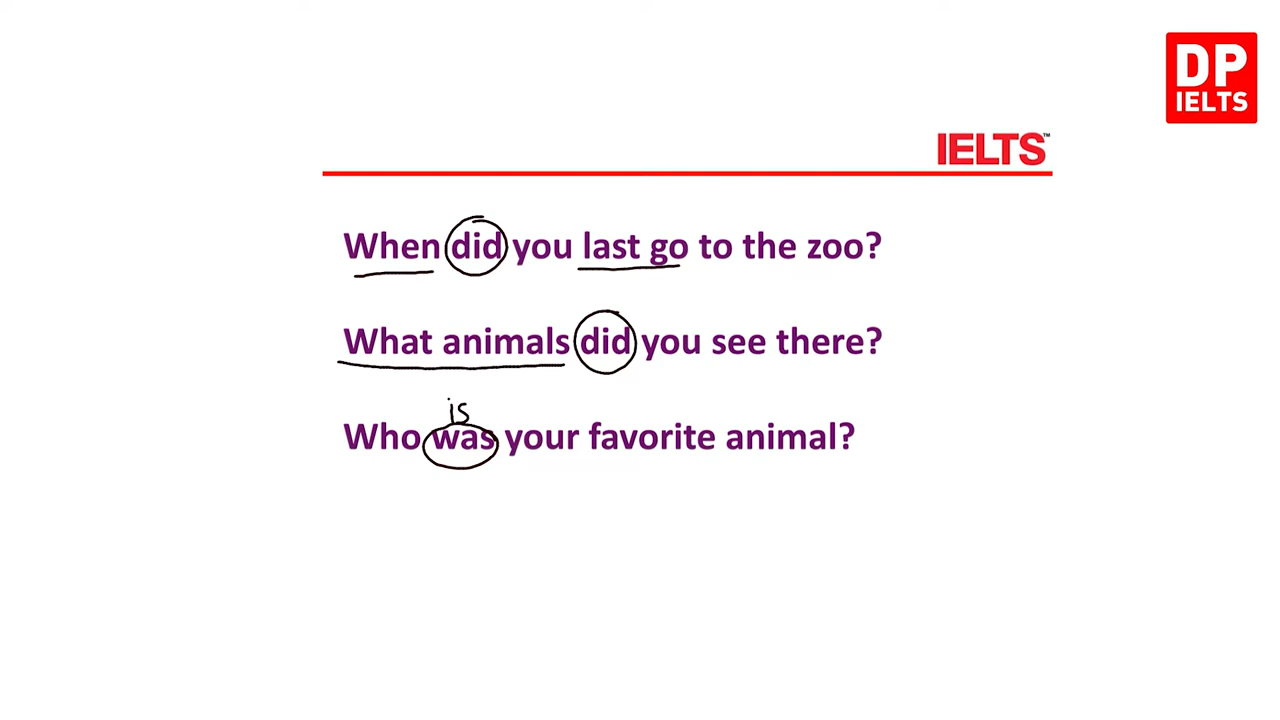 DP
IELTS
IELTS™
When did you last go to the zoo?
What animals did you see there?
is
Who was your favorite animal?